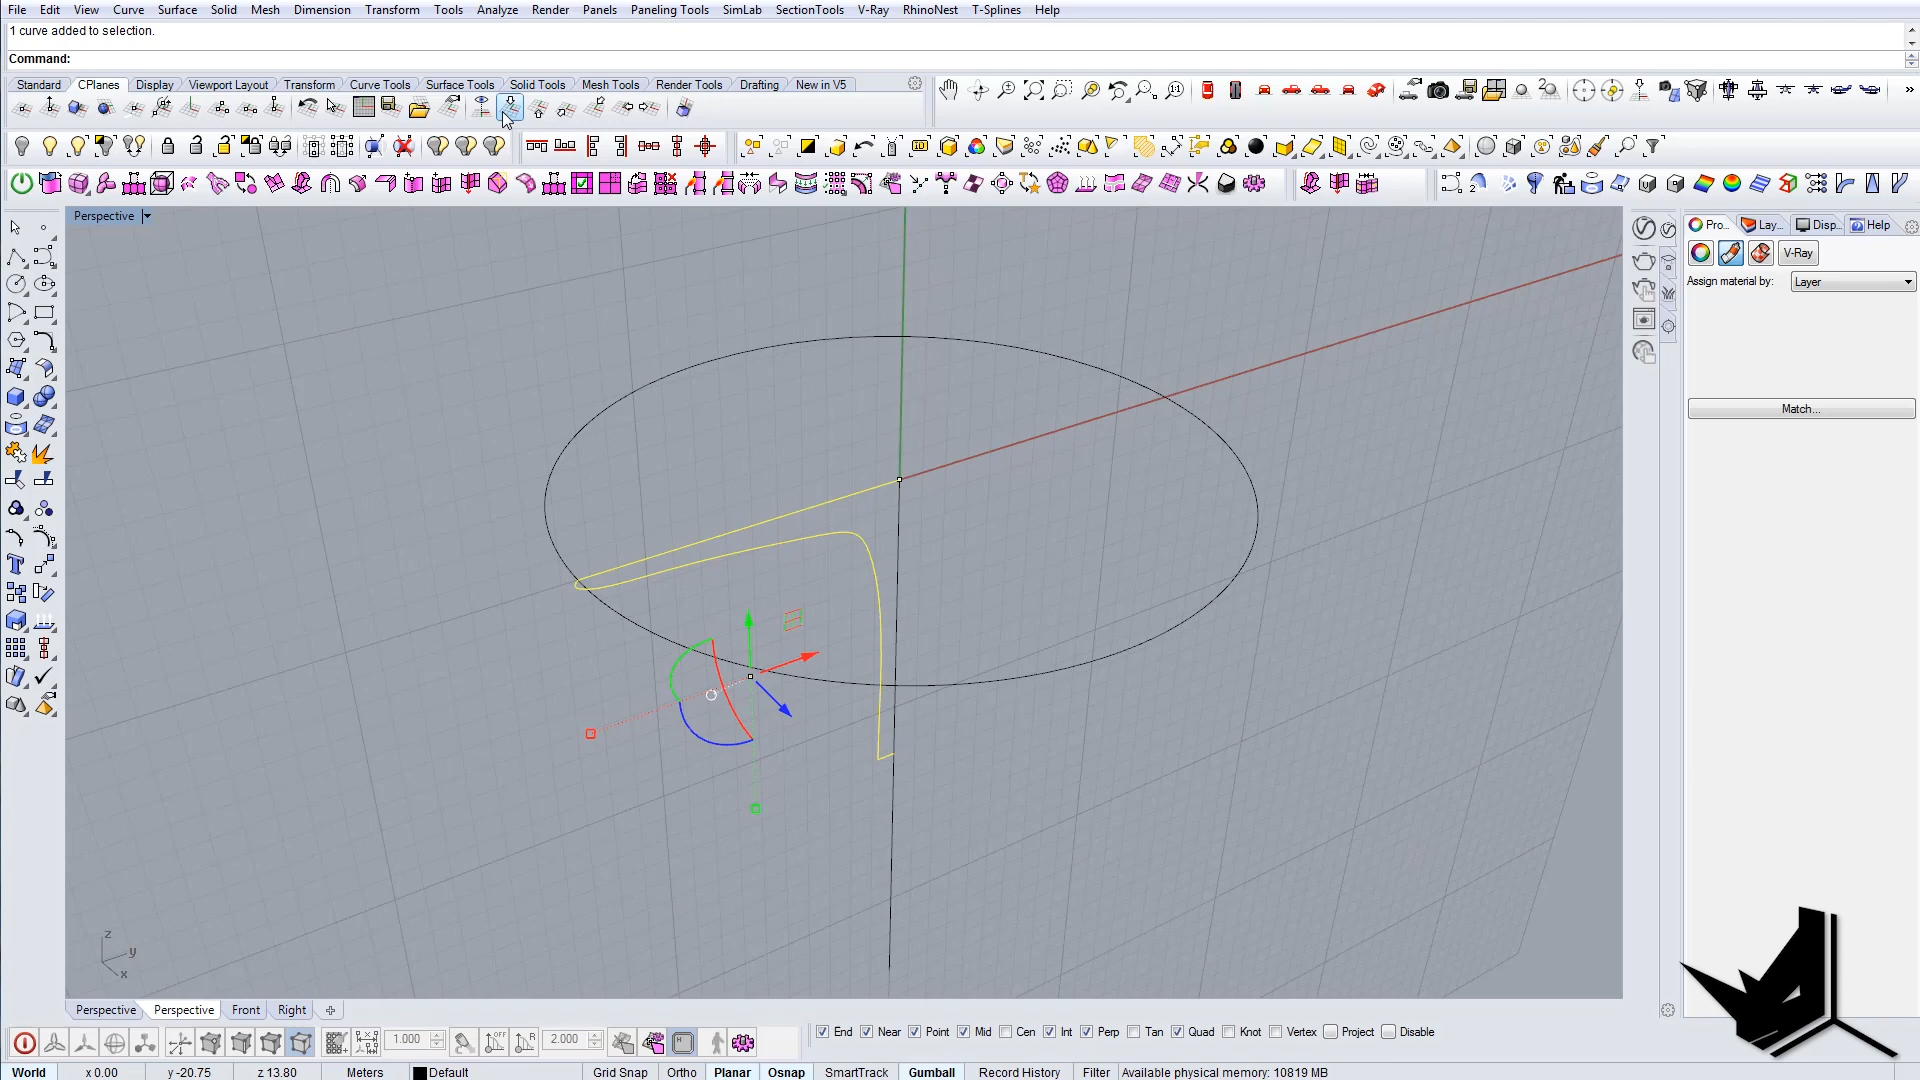 File Edit View Curve Surface Solid Mesh Dimension Transform Tools Analyze Render Panels Paneling Tools SimLab SectionTools V-Ray RhinoNest T-Splines Help
1 curve added to selection.
Command:
Standard CPlanes Display Viewport Layout Transform Curve Tools Surface Tools Solid Tools Mesh Tools Render Tools Drafting New in V5
Perspective
Pro... Lay... Disp... Help
V-Ray
Assign material by: Layer
Match...
z
y
x
Perspective Perspective Front Right
1.000 2.000 End Near Point Mid Cen Int Perp Tan Quad Knot Vertex Project Disable
World x 0.00 y -20.75 z 13.80 Meters Default Grid Snap Ortho Planar Osnap SmartTrack Gumball Record History Filter Available physical memory: 10819 MB